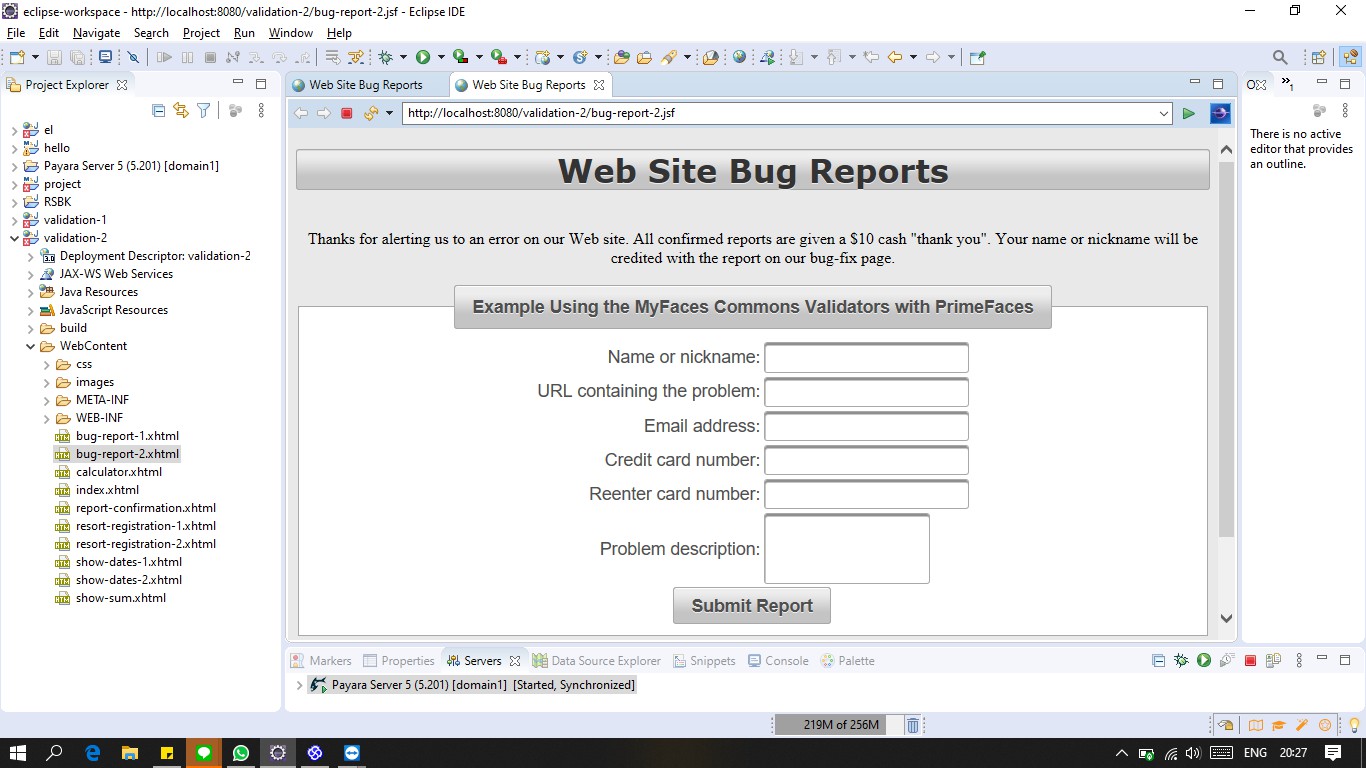 eclipse-workspace - http://localhost:8080/validation-2/bug-report-2.jsf - Eclipse IDE
File Edit Navigate Search Project Run Window Help
Project Explorer
el
hello
Payara Server 5 (5.201) [domain1]
project
RSBK
validation-1
validation-2
Deployment Descriptor: validation-2
JAX-WS Web Services
Java Resources
JavaScript Resources
build
WebContent
css
images
META-INF
WEB-INF
bug-report-1.xhtml
bug-report-2.xhtml
calculator.xhtml
index.xhtml
report-confirmation.xhtml
resort-registration-1.xhtml
resort-registration-2.xhtml
show-dates-1.xhtml
show-dates-2.xhtml
show-sum.xhtml
Web Site Bug Reports
Web Site Bug Reports
http://localhost:8080/validation-2/bug-report-2.jsf
Web Site Bug Reports
Thanks for alerting us to an error on our Web site. All confirmed reports are given a $10 cash "thank you". Your name or nickname will be
credited with the report on our bug-fix page.
Example Using the MyFaces Commons Validators with PrimeFaces
Name or nickname:
URL containing the problem:
Email address:
Credit card number:
Reenter card number:
Problem description:
Submit Report
O
1
There is no active
editor that provides
an outline.
Markers Properties Servers Data Source Explorer Snippets Console Palette
Payara Server 5 (5.201) [domain1] [Started, Synchronized]
219M of 256M
ENG 20:27